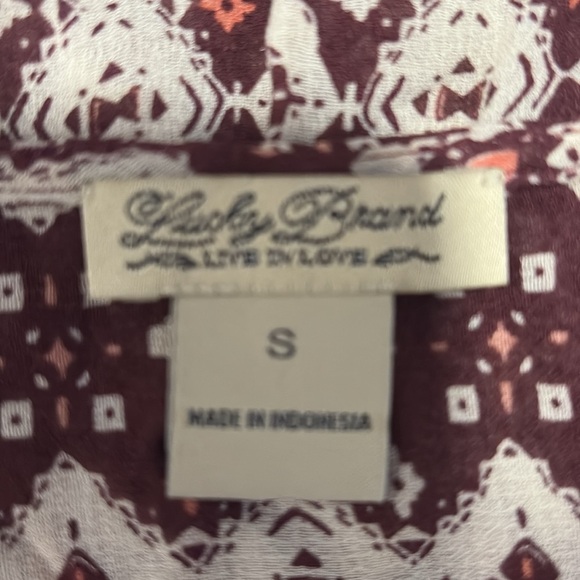 Lucky Brand
LIVE IN LOVE
S
MADE IN INDONESIA